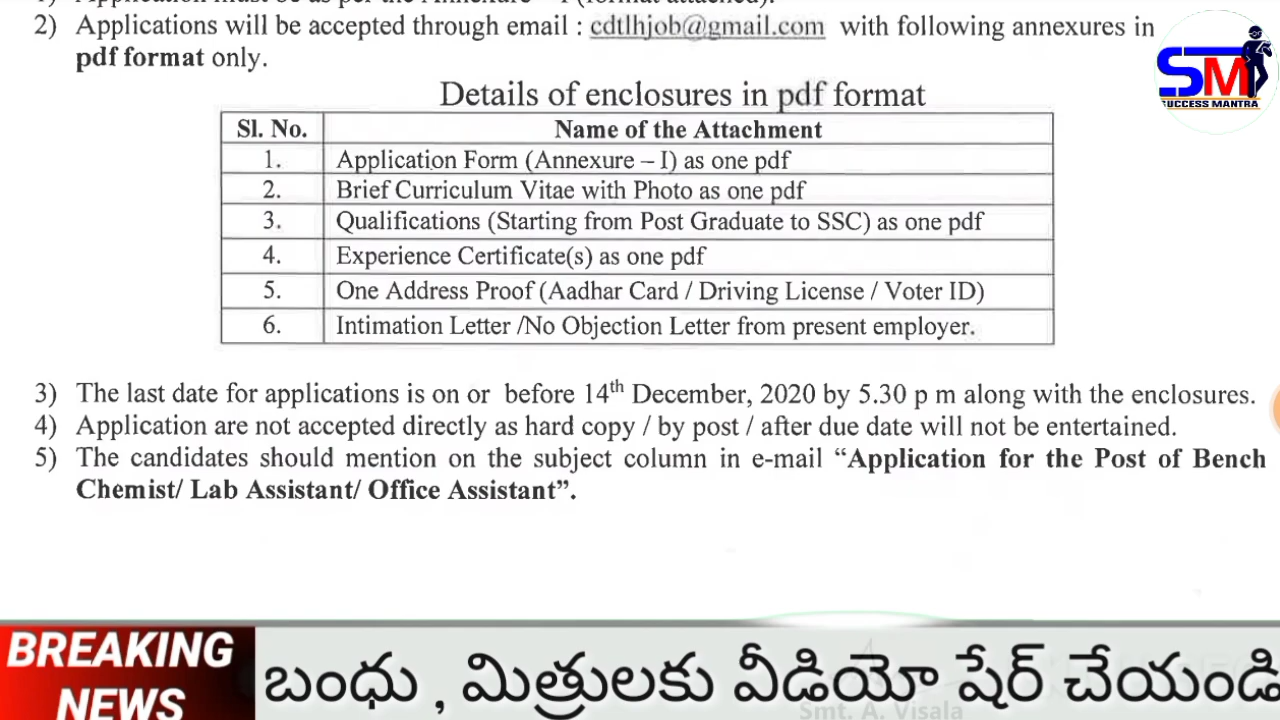 2) Applications will be accepted through email : cdtlhjob@gmail.com with following annexures in
pdf format only.
SM
SUCCESS MANTRA
Details of enclosures in pdf format
Sl. No. Name of the Attachment
1. Application Form (Annexure – I) as one pdf
2. Brief Curriculum Vitae with Photo as one pdf
3. Qualifications (Starting from Post Graduate to SSC) as one pdf
4. Experience Certificate(s) as one pdf
5. One Address Proof (Aadhar Card / Driving License / Voter ID)
6. Intimation Letter /No Objection Letter from present employer.
3) The last date for applications is on or before 14th December, 2020 by 5.30 p m along with the enclosures.
4) Application are not accepted directly as hard copy / by post / after due date will not be entertained.
5) The candidates should mention on the subject column in e-mail “Application for the Post of Bench
Chemist/ Lab Assistant/ Office Assistant”.
BREAKING
NEWS
బంధు , మిత్రులకు వీడియో షేర్ చేయండి
Smt. A. Visala